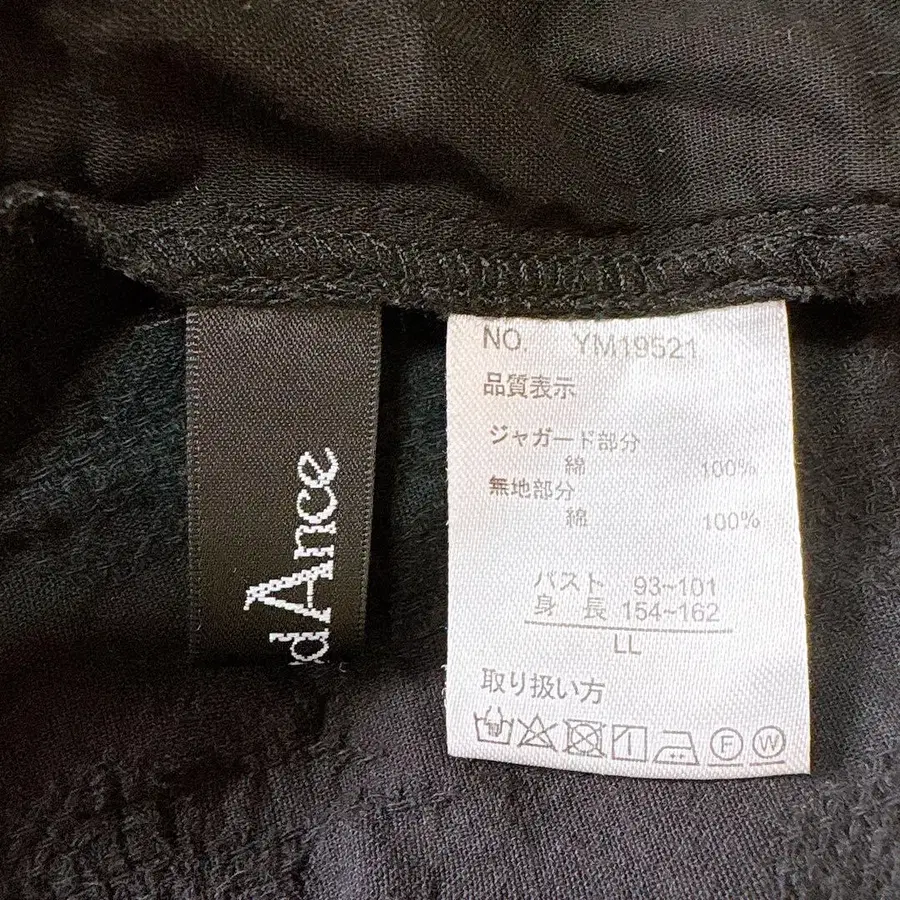 dAnce
NO. YM19521
品質表示
ジャガード部分
綿 100%
無地部分
綿 100%
バスト 93~101
身長 154~162
LL
取り扱い方
F W